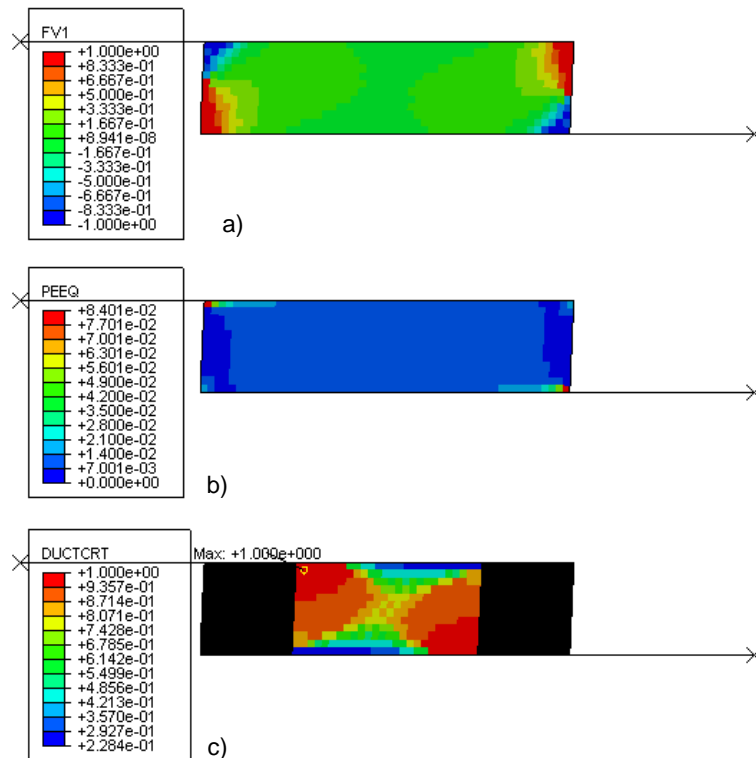 FV1
+1.000e+00
+8.333e-01
+6.667e-01
+5.000e-01
+3.333e-01
+1.667e-01
+8.941e-08
-1.667e-01
-3.333e-01
-5.000e-01
-6.667e-01
-8.333e-01
-1.000e+00
a)
PEEQ
+8.401e-02
+7.701e-02
+7.001e-02
+6.301e-02
+5.601e-02
+4.900e-02
+4.200e-02
+3.500e-02
+2.800e-02
+2.100e-02
+1.400e-02
+7.001e-03
+0.000e+00
b)
DUCTCRT
Max: +1.000e+000
+1.000e+00
+9.357e-01
+8.714e-01
+8.071e-01
+7.428e-01
+6.785e-01
+6.142e-01
+5.499e-01
+4.856e-01
+4.213e-01
+3.570e-01
+2.927e-01
+2.284e-01
c)